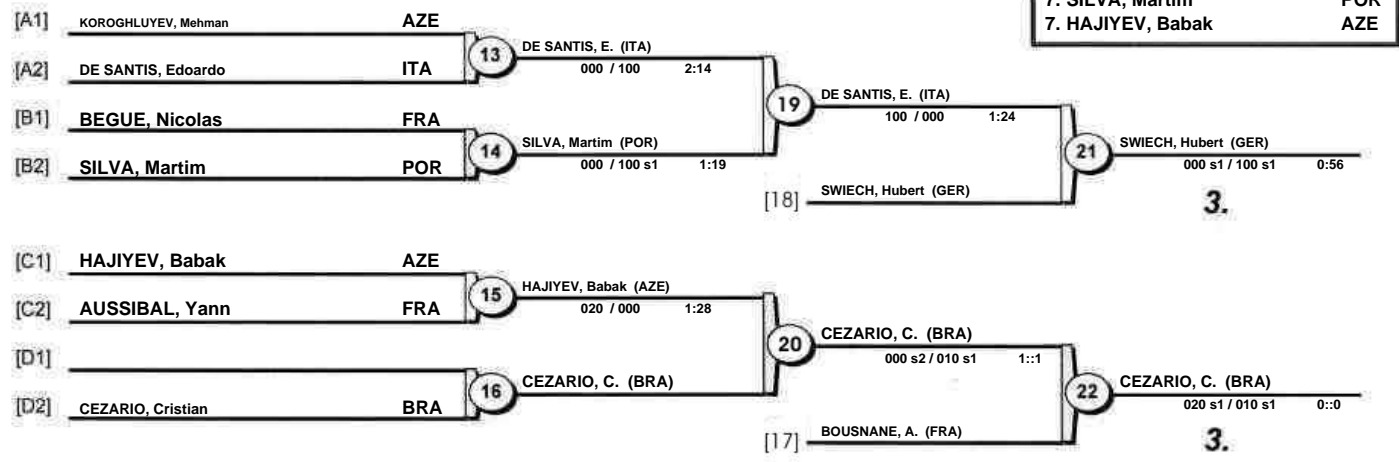 7. SILVA, Martim POR
7. HAJIYEV, Babak AZE
[A1] KOROGHLUYEV, Mehman AZE
13 DE SANTIS, E. (ITA)
000 / 100 2:14
[A2] DE SANTIS, Edoardo ITA
19 DE SANTIS, E. (ITA)
100 / 000 1:24
[B1] BEGUE, Nicolas FRA
14 SILVA, Martim (POR)
000 / 100 s1 1:19
[B2] SILVA, Martim POR
21 SWIECH, Hubert (GER)
000 s1 / 100 s1 0:56
[18] SWIECH, Hubert (GER)
3.
[C1] HAJIYEV, Babak AZE
15 HAJIYEV, Babak (AZE)
020 / 000 1:28
[C2] AUSSIBAL, Yann FRA
20 CEZARIO, C. (BRA)
000 s2 / 010 s1 1::1
[D1]
16 CEZARIO, C. (BRA)
[D2] CEZARIO, Cristian BRA
22 CEZARIO, C. (BRA)
020 s1 / 010 s1 0::0
[17] BOUSNANE, A. (FRA)
3.